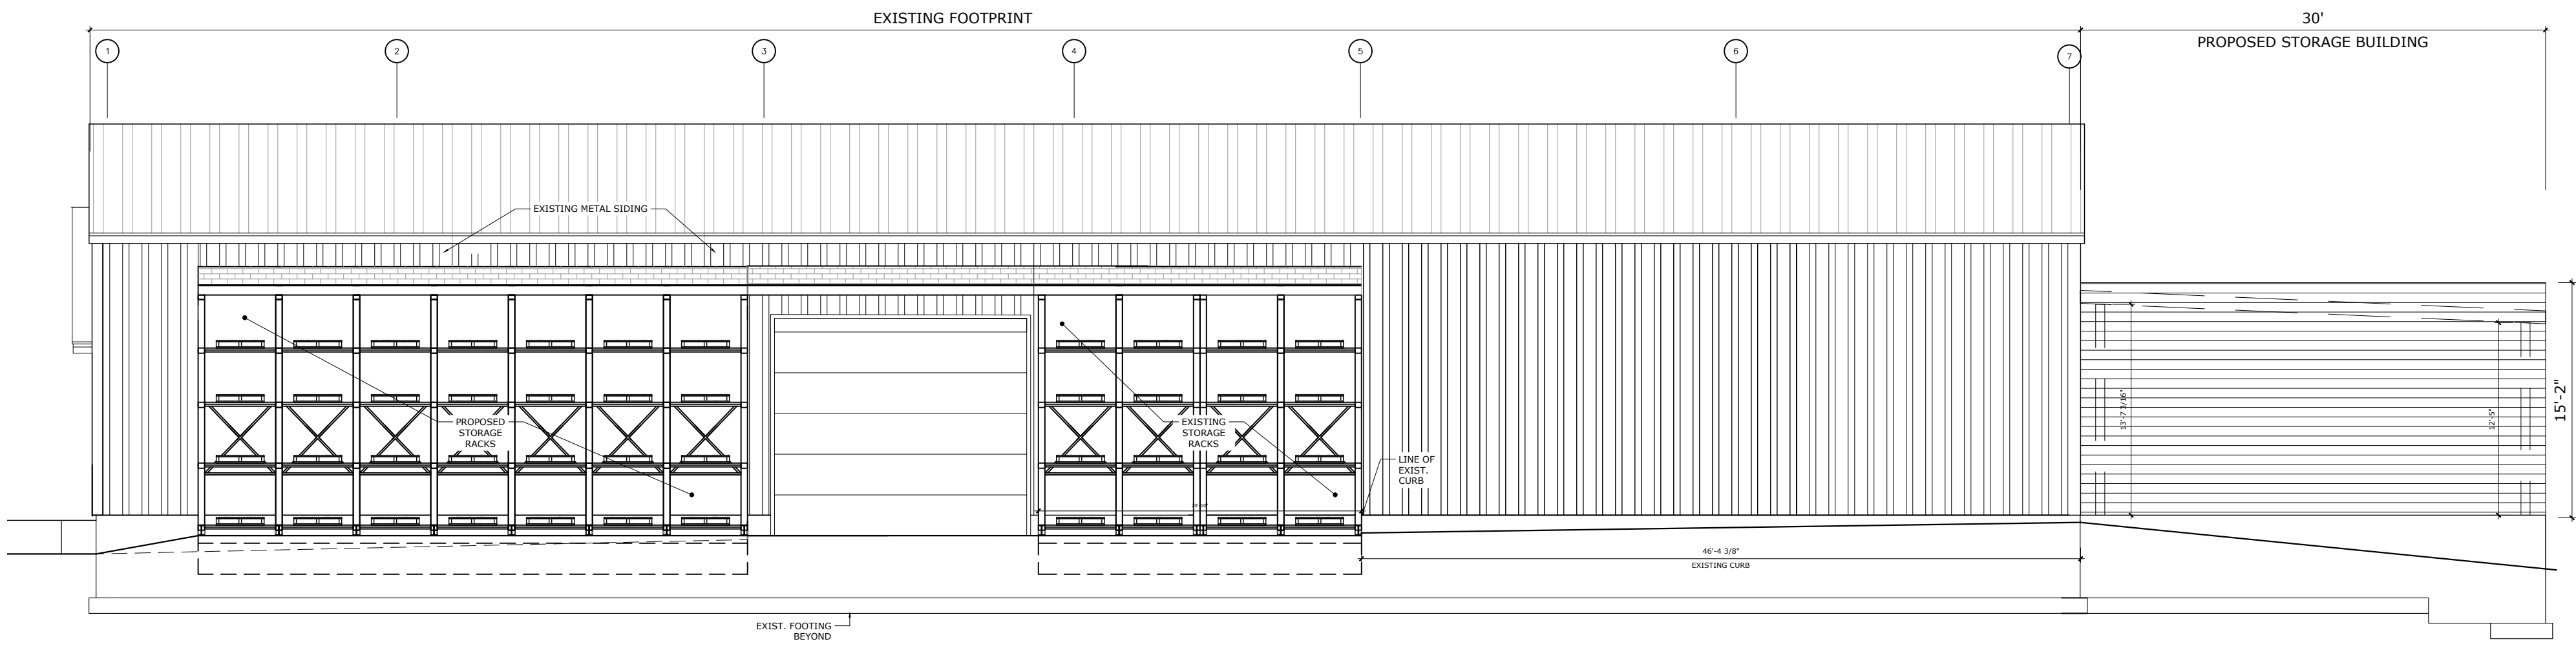 EXISTING FOOTPRINT
30'
PROPOSED STORAGE BUILDING
1
2
3
4
5
6
7
EXISTING METAL SIDING
PROPOSED
STORAGE
RACKS
EXISTING
STORAGE
RACKS
LINE OF
EXIST.
CURB
13'-7 3/16"
12'-5"
15'-2"
46'-4 3/8"
EXISTING CURB
EXIST. FOOTING
BEYOND